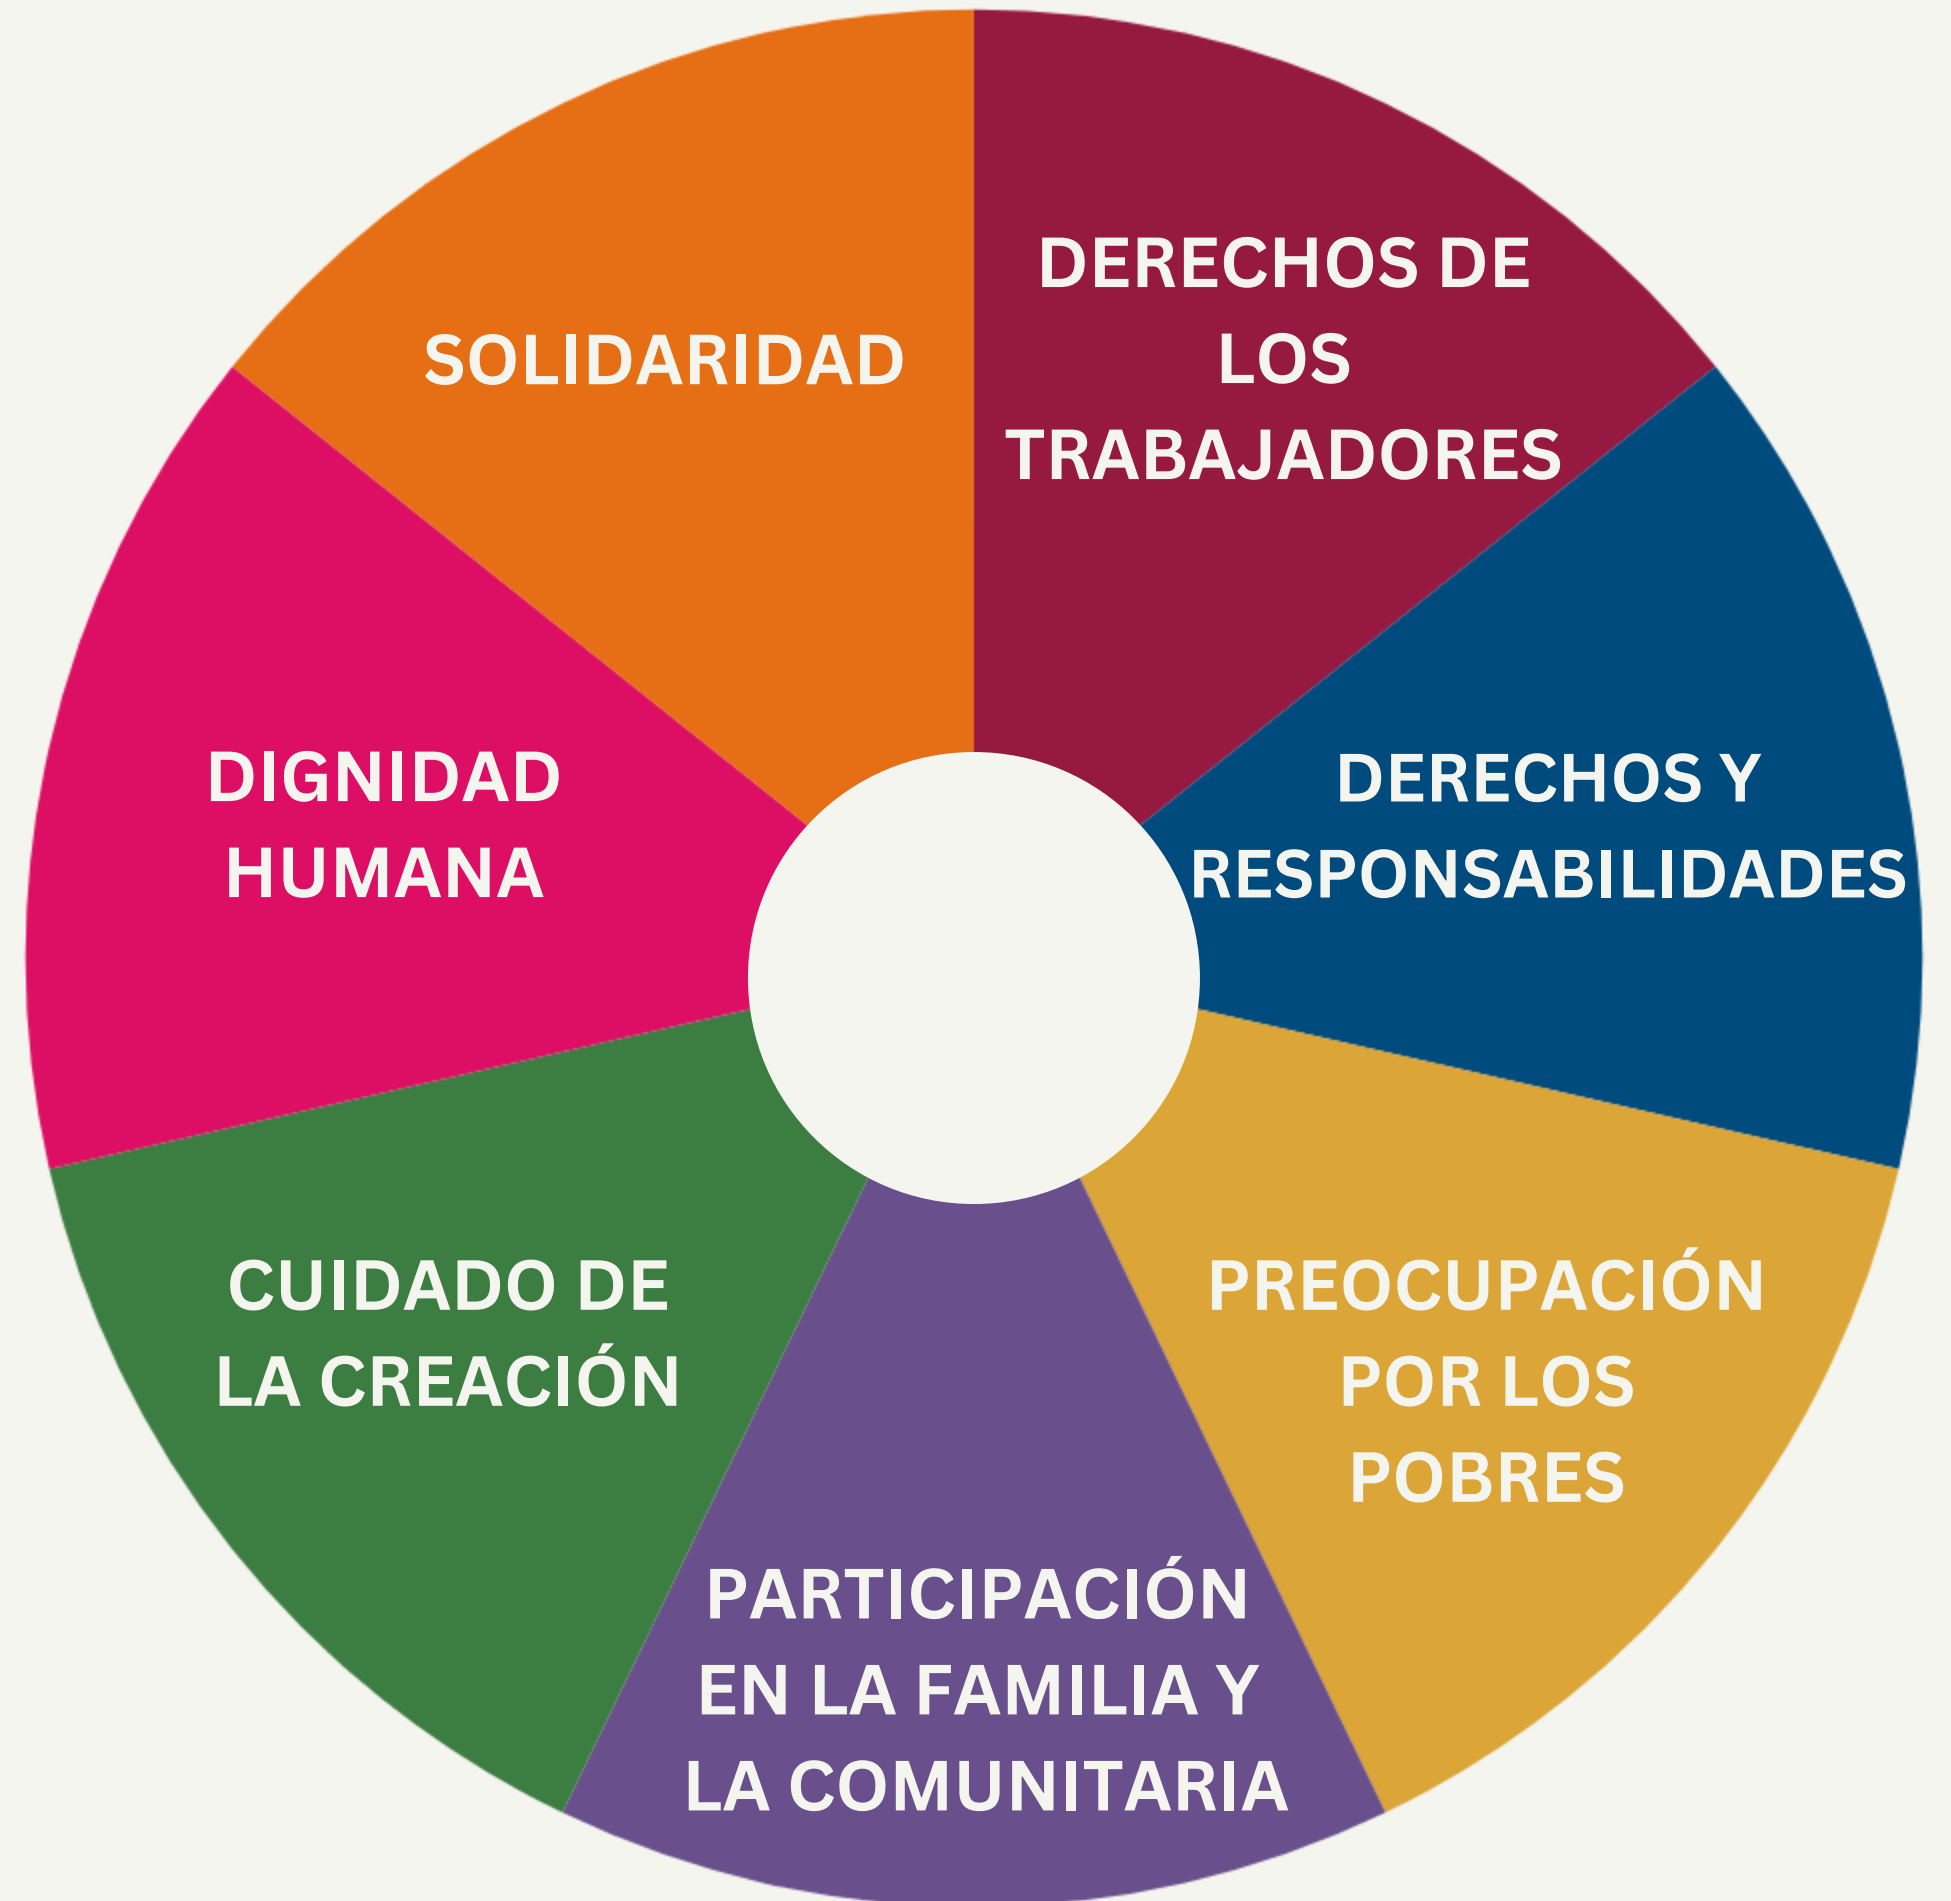 SOLIDARIDAD
DERECHOS DE
LOS
TRABAJADORES
DERECHOS Y
RESPONSABILIDADES
PREOCUPACIÓN
POR LOS
POBRES
PARTICIPACIÓN
EN LA FAMILIA Y
LA COMUNITARIA
CUIDADO DE
LA CREACIÓN
DIGNIDAD
HUMANA